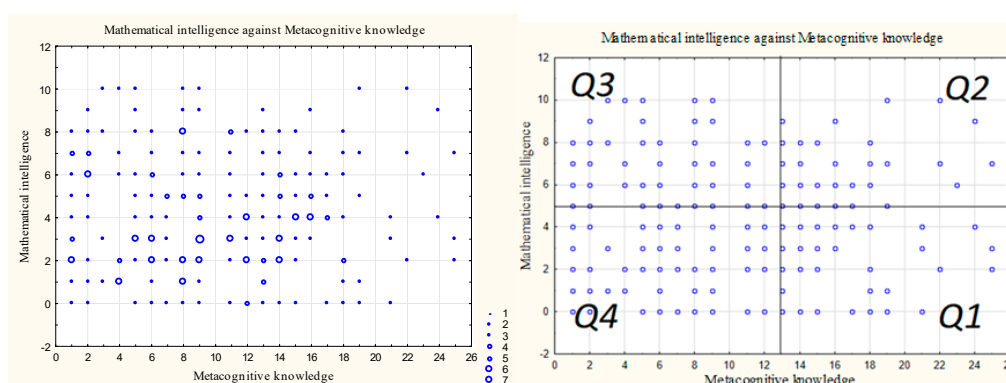 Mathematical intelligence against Metacognitive knowledge
12
10
8
6
4
2
0
-2
Mathematical intelligence
0 2 4 6 8 10 12 14 16 18 20 22 24 26
Metacognitive knowledge
1
2
3
4
5
6
7
Mathematical intelligence against Metacognitive knowledge
12
10
8
6
4
2
0
-2
Mathematical intelligence
Q3
Q2
Q4
Q1
0 2 4 6 8 10 12 14 16 18 20 22 24
Metacognitive knowledge